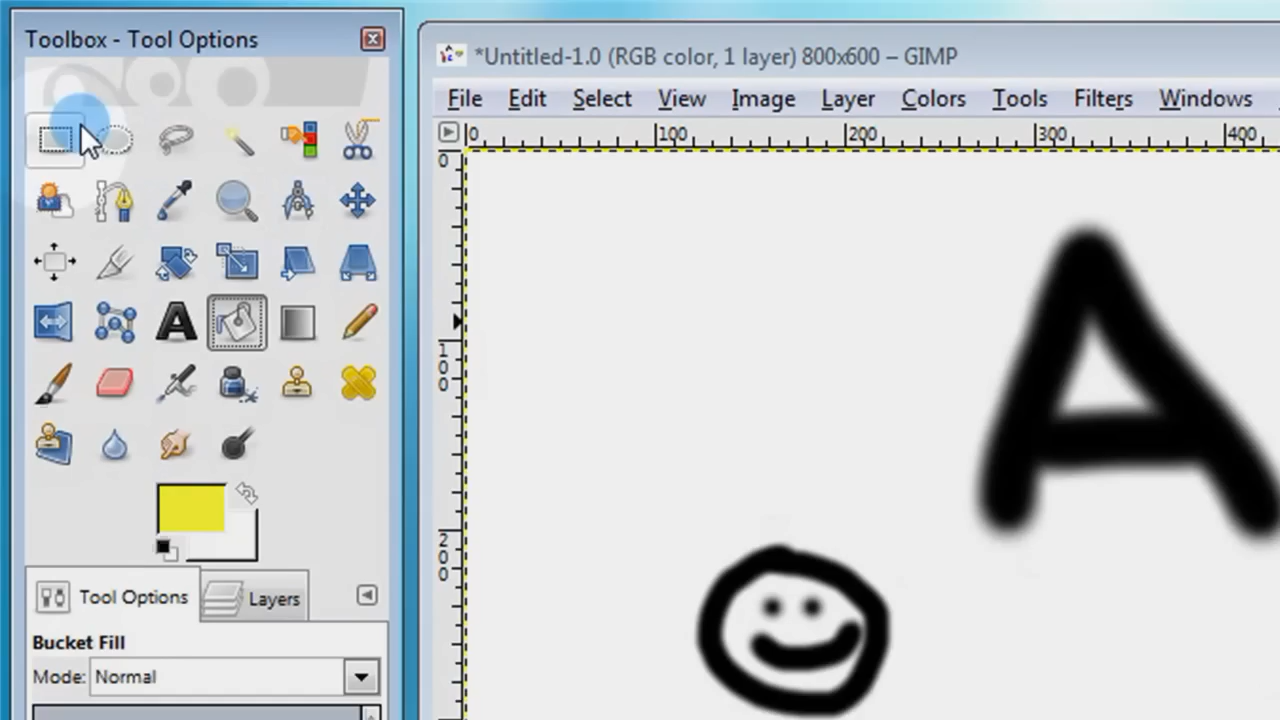 Toolbox - Tool Options
*Untitled-1.0 (RGB color, 1 layer) 800x600 – GIMP
File Edit Select View Image Layer Colors Tools Filters Windows
0 100 200 300 400
0
100
200
A
Tool Options Layers
Bucket Fill
Mode: Normal